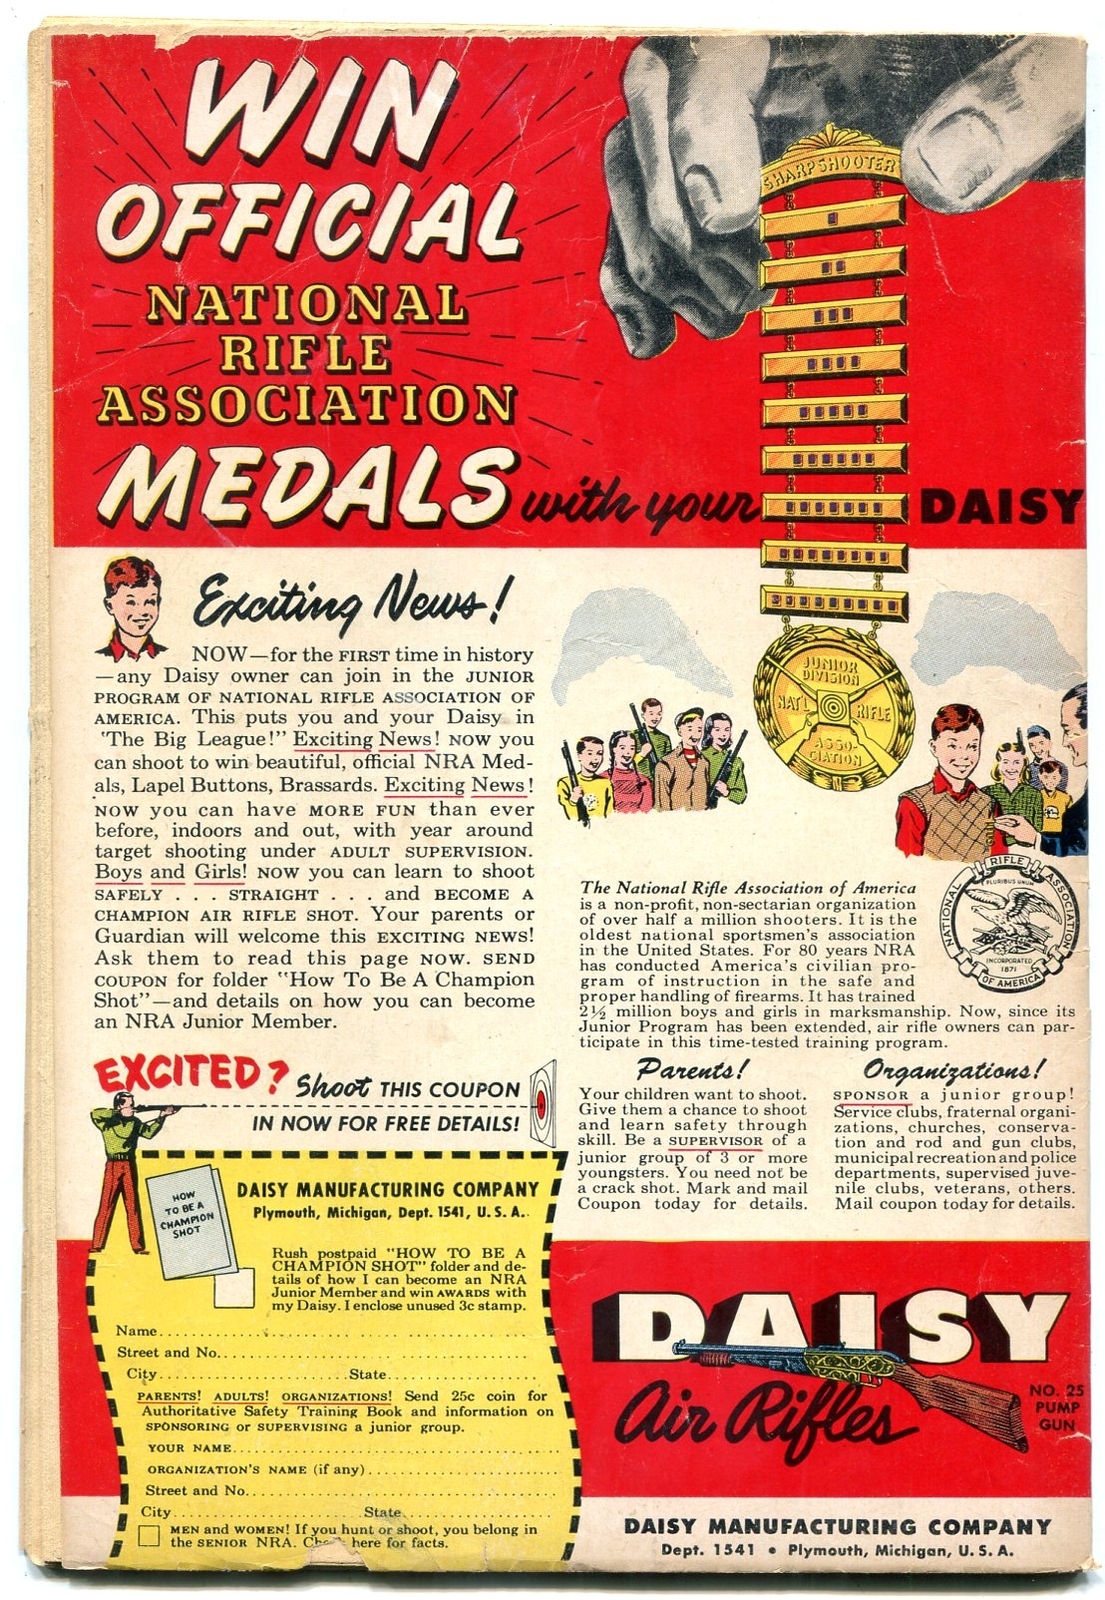 WIN
OFFICIAL
NATIONAL
RIFLE
ASSOCIATION
MEDALS with your DAISY
SHARPSHOOTER
JUNIOR
DIVISION
NAT'L RIFLE
ASSO-
CIATION
Exciting News!
NOW—for the FIRST time in history
—any Daisy owner can join in the JUNIOR
PROGRAM OF NATIONAL RIFLE ASSOCIATION OF
AMERICA. This puts you and your Daisy in
'The Big League!" Exciting News! NOW you
can shoot to win beautiful, official NRA Med-
als, Lapel Buttons, Brassards. Exciting News!
NOW you can have MORE FUN than ever
before, indoors and out, with year around
target shooting under ADULT SUPERVISION.
Boys and Girls! NOW you can learn to shoot
SAFELY . . . STRAIGHT . . . and BECOME A
CHAMPION AIR RIFLE SHOT. Your parents or
Guardian will welcome this EXCITING NEWS!
Ask them to read this page NOW. SEND
COUPON for folder "How To Be A Champion
Shot"—and details on how you can become
an NRA Junior Member.
The National Rifle Association of America
is a non-profit, non-sectarian organization
of over half a million shooters. It is the
oldest national sportsmen's association
in the United States. For 80 years NRA
has conducted America's civilian pro-
gram of instruction in the safe and
proper handling of firearms. It has trained
2½ million boys and girls in marksmanship. Now, since its
Junior Program has been extended, air rifle owners can par-
ticipate in this time-tested training program.
NATIONAL RIFLE ASSOCIATION
OF AMERICA
PLURIBUS UNUM
INCORPORATED
1871
Parents!
Your children want to shoot.
Give them a chance to shoot
and learn safety through
skill. Be a SUPERVISOR of a
junior group of 3 or more
youngsters. You need not be
a crack shot. Mark and mail
Coupon today for details.
Organizations!
SPONSOR a junior group!
Service clubs, fraternal organi-
zations, churches, conserva-
tion and rod and gun clubs,
municipal recreation and police
departments, supervised juve-
nile clubs, veterans, others.
Mail coupon today for details.
EXCITED? Shoot THIS COUPON
IN NOW FOR FREE DETAILS!
HOW
TO BE A
CHAMPION
SHOT
DAISY MANUFACTURING COMPANY
Plymouth, Michigan, Dept. 1541, U. S. A.
Rush postpaid "HOW TO BE A
CHAMPION SHOT" folder and de-
tails of how I can become an NRA
Junior Member and win AWARDS with
my Daisy. I enclose unused 3c stamp.
Name
Street and No.
City State
PARENTS! ADULTS! ORGANIZATIONS! Send 25c coin for
Authoritative Safety Training Book and information on
SPONSORING or SUPERVISING a junior group.
YOUR NAME
ORGANIZATION'S NAME (if any)
Street and No.
City State
MEN and WOMEN! If you hunt or shoot, you belong in
the SENIOR NRA. here for facts.
DAISY
Air Rifles
NO. 25
PUMP
GUN
DAISY MANUFACTURING COMPANY
Dept. 1541 • Plymouth, Michigan, U. S. A.